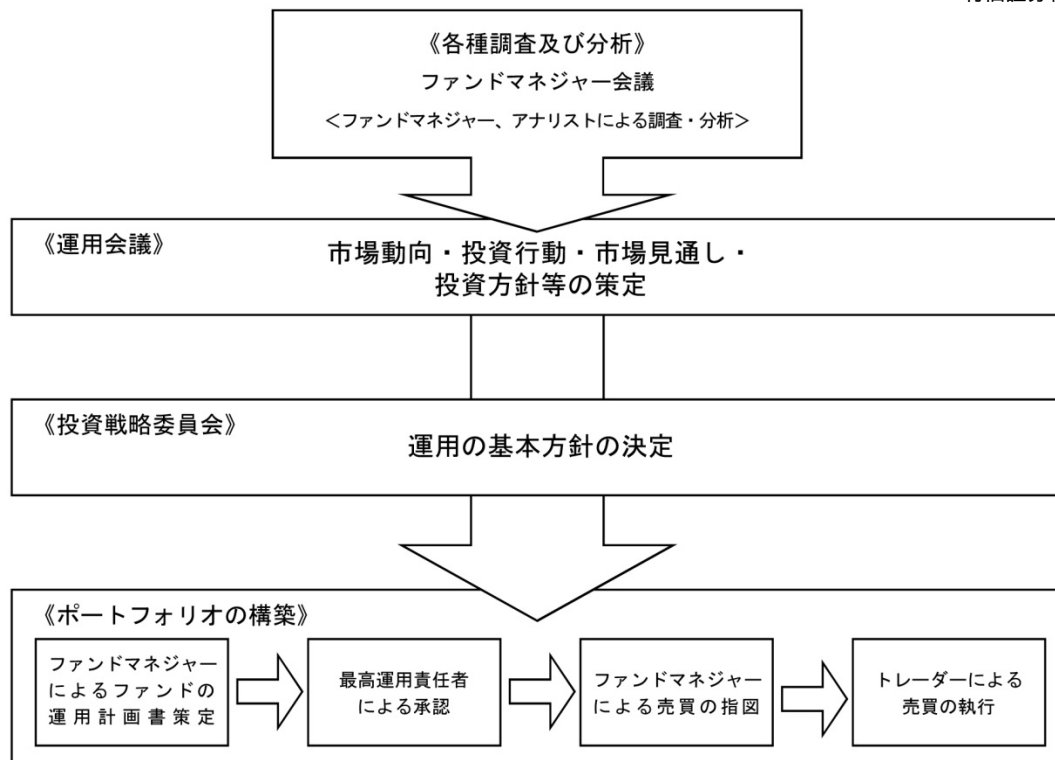 《各種調査及び分析》
ファンドマネジャー会議
＜ファンドマネジャー、アナリストによる調査・分析＞
《運用会議》
市場動向・投資行動・市場見通し・
投資方針等の策定
《投資戦略委員会》
運用の基本方針の決定
《ポートフォリオの構築》
ファンドマネジャー
によるファンドの
運用計画書策定
最高運用責任者
による承認
ファンドマネジャー
による売買の指図
トレーダーによる
売買の執行